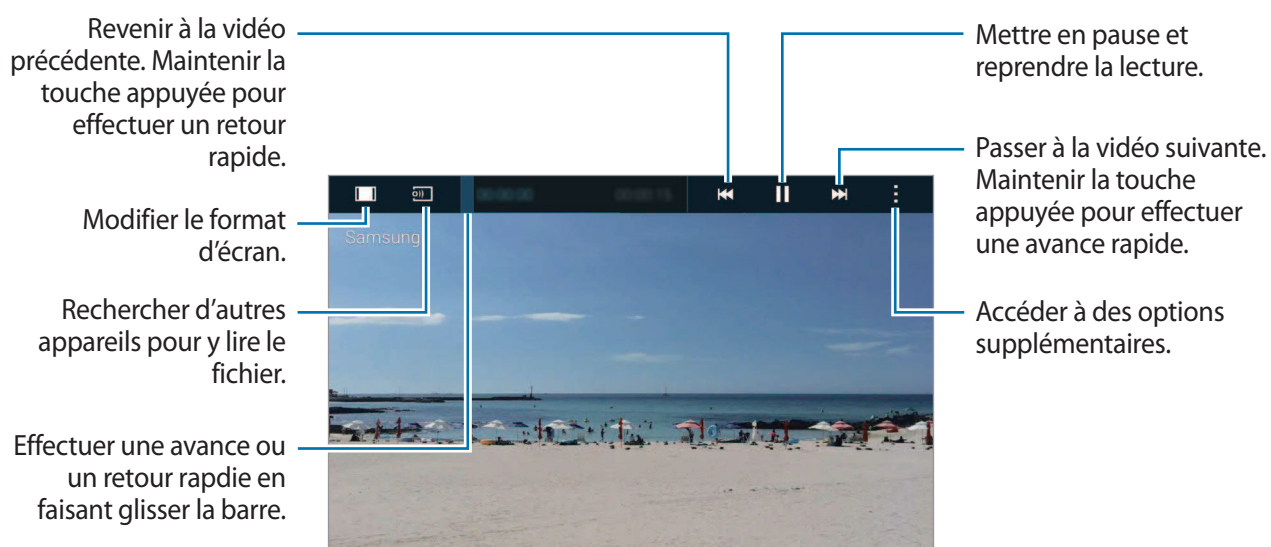 Revenir à la vidéo
précédente. Maintenir la
touche appuyée pour
effectuer un retour
rapide.
Modifier le format
d’écran.
Rechercher d’autres
appareils pour y lire le
fichier.
Effectuer une avance ou
un retour rapdie en
faisant glisser la barre.
Samsung
Mettre en pause et
reprendre la lecture.
Passer à la vidéo suivante.
Maintenir la touche
appuyée pour effectuer
une avance rapide.
Accéder à des options
supplémentaires.